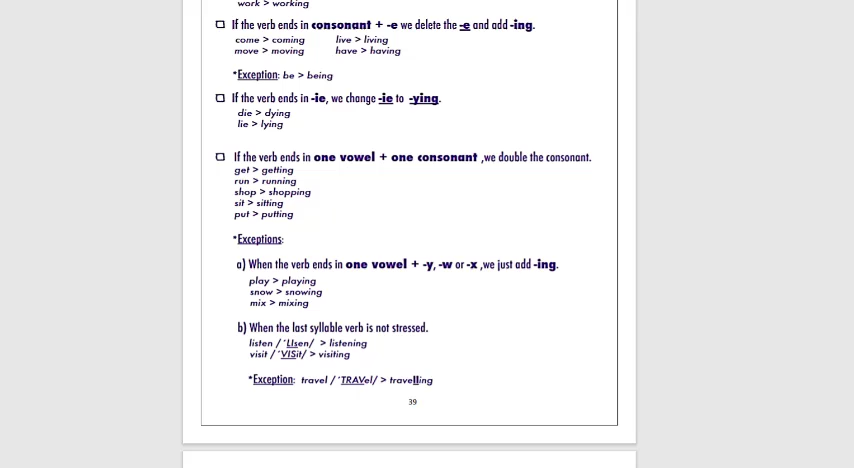 work > working
If the verb ends in consonant + -e we delete the -e and add -ing.
come > coming live > living
move > moving have > having
*Exception: be > being
If the verb ends in -ie, we change -ie to -ying.
die > dying
lie > lying
If the verb ends in one vowel + one consonant ,we double the consonant.
get > getting
run > running
shop > shopping
sit > sitting
put > putting
*Exceptions:
a) When the verb ends in one vowel + -y, -w or -x ,we just add -ing.
play > playing
snow > snowing
mix > mixing
b) When the last syllable verb is not stressed.
listen /´LISen/ > listening
visit /´VISit/ > visiting
*Exception: travel /´TRAVel/ > travelling
39